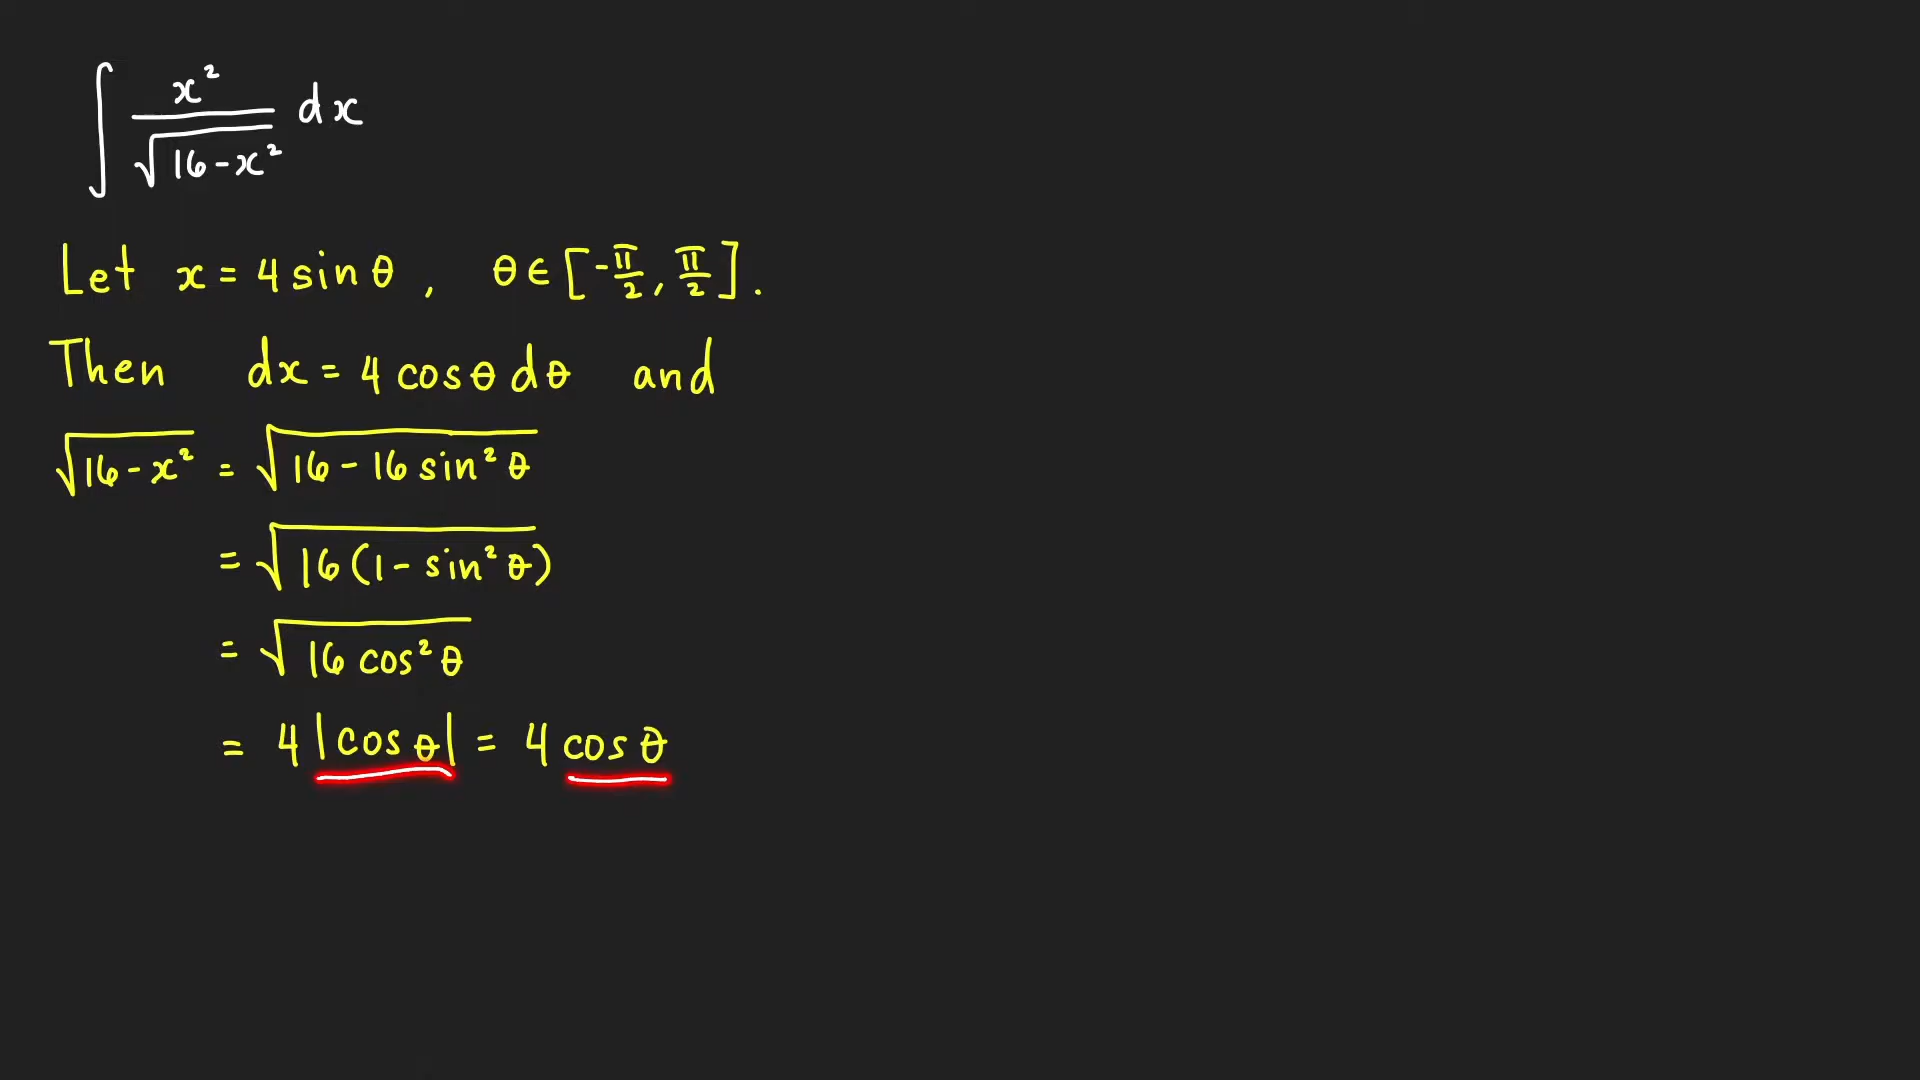 ∫ x² / √(16-x²) dx
Let x = 4 sin θ , θ ∈ [-π/2, π/2].
Then dx = 4 cos θ dθ and
√(16-x²) = √(16 - 16 sin² θ)
= √(16(1 - sin² θ))
= √(16 cos² θ)
= 4 |cos θ| = 4 cos θ